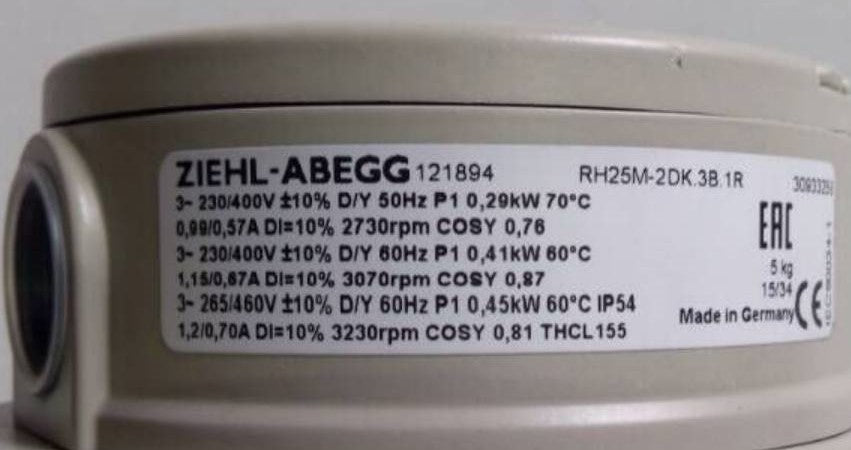 ZIEHL-ABEGG 121894 RH25M-2DK.3B.1R
3~ 230/400V ±10% D/Y 50Hz P1 0,29kW 70°C
0,99/0,57A DI=10% 2730rpm COSY 0,76
3~ 230/400V ±10% D/Y 60Hz P1 0,41kW 60°C
1,15/0,67A DI=10% 3070rpm COSY 0,87
3~ 265/460V ±10% D/Y 60Hz P1 0,45kW 60°C IP54
1,2/0,70A DI=10% 3230rpm COSY 0,81 THCL155
EAC
5 kg
15/34
Made in Germany CE